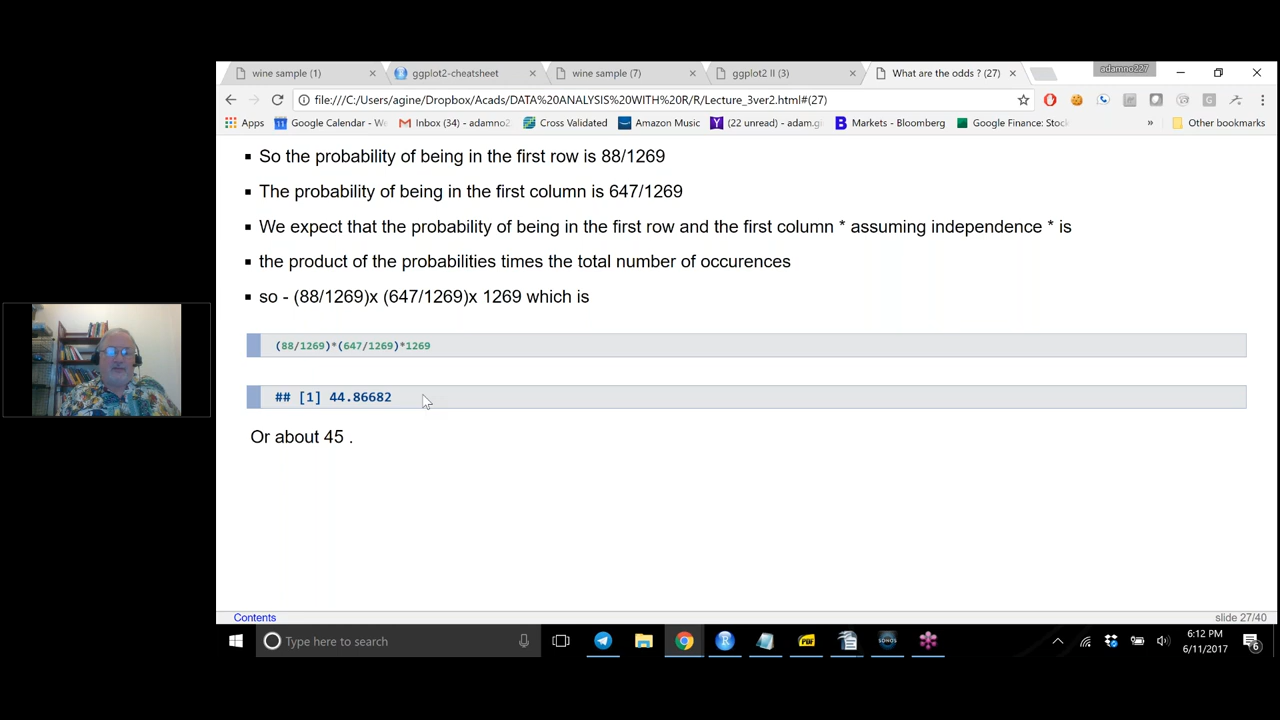 adamno227
wine sample (1)
ggplot2-cheatsheet
wine sample (7)
ggplot2 II (3)
What are the odds ? (27)
file:///C:/Users/agine/Dropbox/Acads/DATA%20ANALYSIS%20WITH%20R/R/Lecture_3ver2.html#(27)
Apps
Google Calendar - We
Inbox (34) - adamno2
Cross Validated
Amazon Music
(22 unread) - adam.g
Markets - Bloomberg
Google Finance: Stock
»
Other bookmarks
▪ So the probability of being in the first row is 88/1269
▪ The probability of being in the first column is 647/1269
▪ We expect that the probability of being in the first row and the first column * assuming independence * is
▪ the product of the probabilities times the total number of occurences
▪ so - (88/1269)x (647/1269)x 1269 which is
(88/1269)*(647/1269)*1269
## [1] 44.86682
Or about 45 .
Contents
slide 27/40
Type here to search
PDF
SONOS
6:12 PM
6/11/2017
6